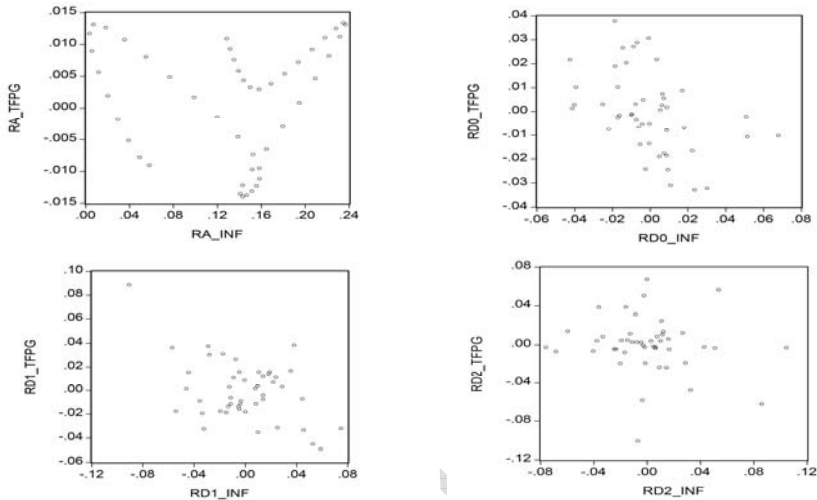 .015
.010
.005
.000
-.005
-.010
-.015
RA_TFPG
.00 .04 .08 .12 .16 .20 .24
RA_INF
.04
.03
.02
.01
.00
-.01
-.02
-.03
-.04
RD0_TFPG
-.06 -.04 -.02 .00 .02 .04 .06 .08
RD0_INF
.10
.08
.06
.04
.02
.00
-.02
-.04
-.06
RD1_TFPG
-.12 -.08 -.04 .00 .04 .08
RD1_INF
.08
.04
.00
-.04
-.08
-.12
RD2_TFPG
-.08 -.04 .00 .04 .08 .12
RD2_INF